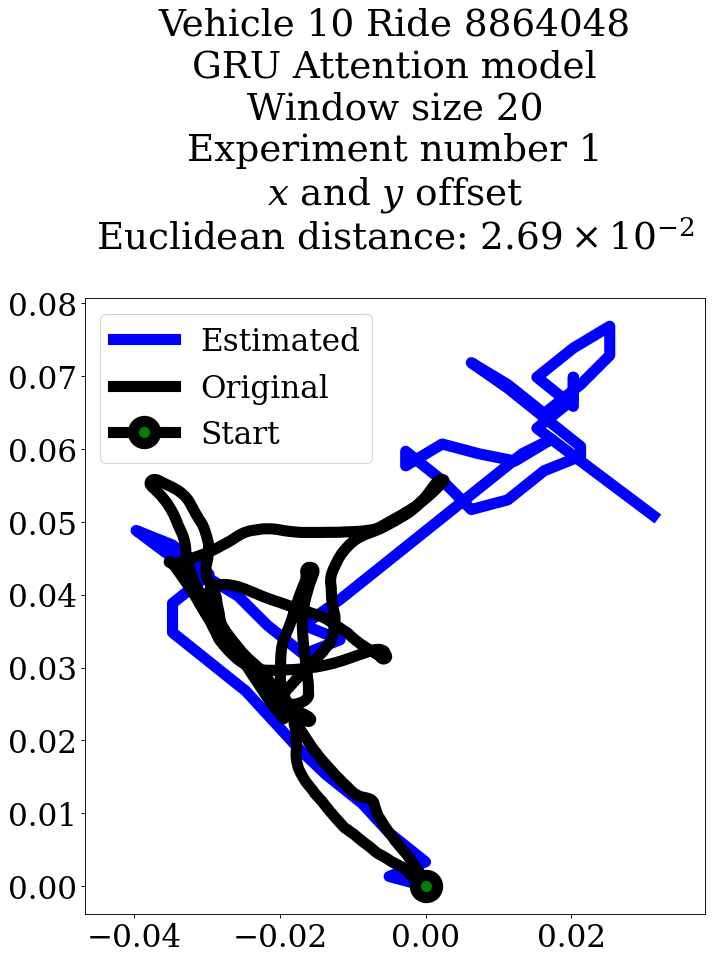 Vehicle 10 Ride 8864048
GRU Attention model
Window size 20
Experiment number 1
x and y offset
Euclidean distance: 2.69 × 10⁻²
Estimated
Original
Start
0.08
0.07
0.06
0.05
0.04
0.03
0.02
0.01
0.00
−0.04 −0.02 0.00 0.02